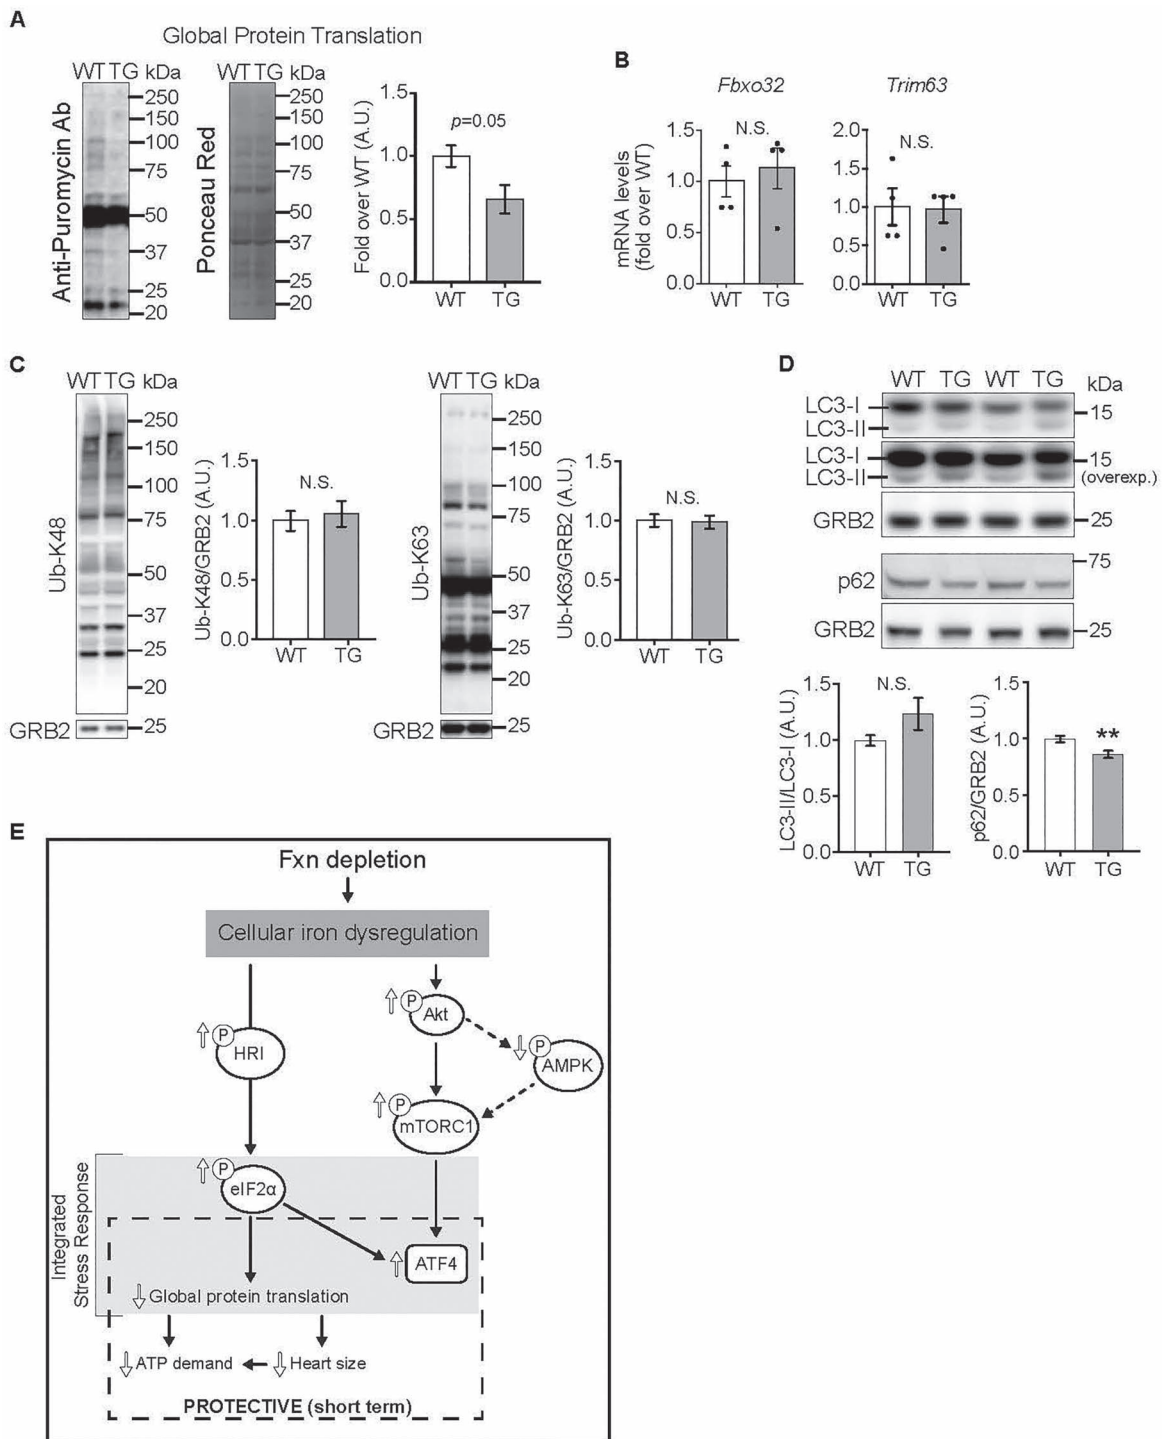 A
Global Protein Translation
WT TG kDa
Anti-Puromycin Ab
250
150
100
75
50
37
25
20
WT TG kDa
Ponceau Red
250
150
100
75
50
37
25
20
Fold over WT (A.U.)
1.5
1.0
0.5
0.0
p=0.05
WT TG
B
Fbxo32
mRNA levels
(fold over WT)
1.5
1.0
0.5
0.0
N.S.
WT TG
Trim63
2.0
1.5
1.0
0.5
0.0
N.S.
WT TG
C
WT TG kDa
Ub-K48
250
150
100
75
50
37
25
20
GRB2
25
Ub-K48/GRB2 (A.U.)
1.5
1.0
0.5
0.0
N.S.
WT TG
WT TG kDa
Ub-K63
250
150
100
75
50
37
25
20
GRB2
25
Ub-K63/GRB2 (A.U.)
1.5
1.0
0.5
0.0
N.S.
WT TG
D
WT TG WT TG kDa
LC3-I
15
LC3-II
LC3-I
15
LC3-II
(overexp.)
GRB2
25
75
p62
GRB2
25
LC3-II/LC3-I (A.U.)
1.5
1.0
0.5
0.0
N.S.
WT TG
p62/GRB2 (A.U.)
1.5
1.0
0.5
0.0
**
WT TG
E
Fxn depletion
Cellular iron dysregulation
P
Akt
P
HRI
P
AMPK
P
mTORC1
Integrated
Stress Response
P
eIF2α
ATF4
Global protein translation
ATP demand
Heart size
PROTECTIVE (short term)